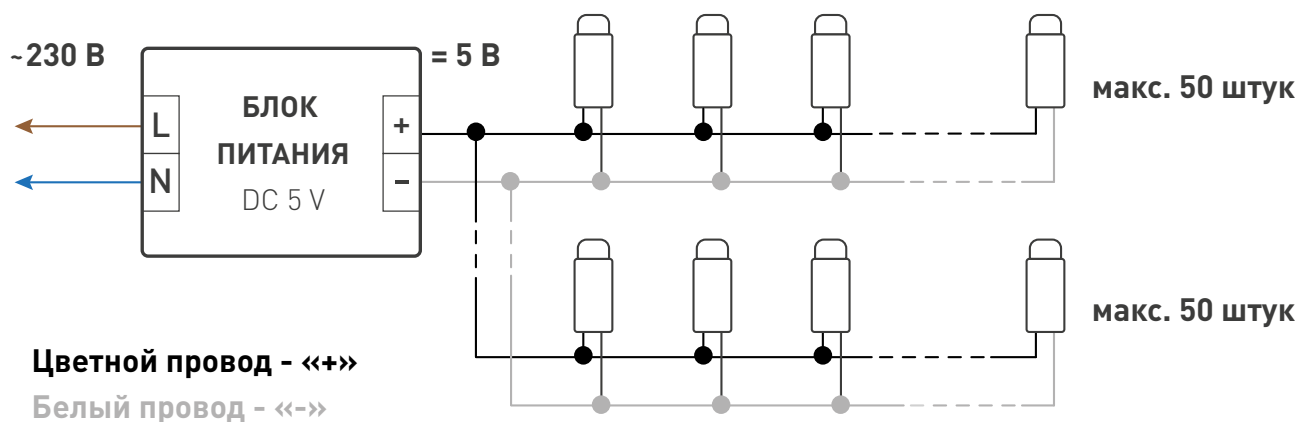 ~230 В
= 5 В
L
N
БЛОК
ПИТАНИЯ
DC 5 V
+
−
макс. 50 штук
макс. 50 штук
Цветной провод - «+»
Белый провод - «-»